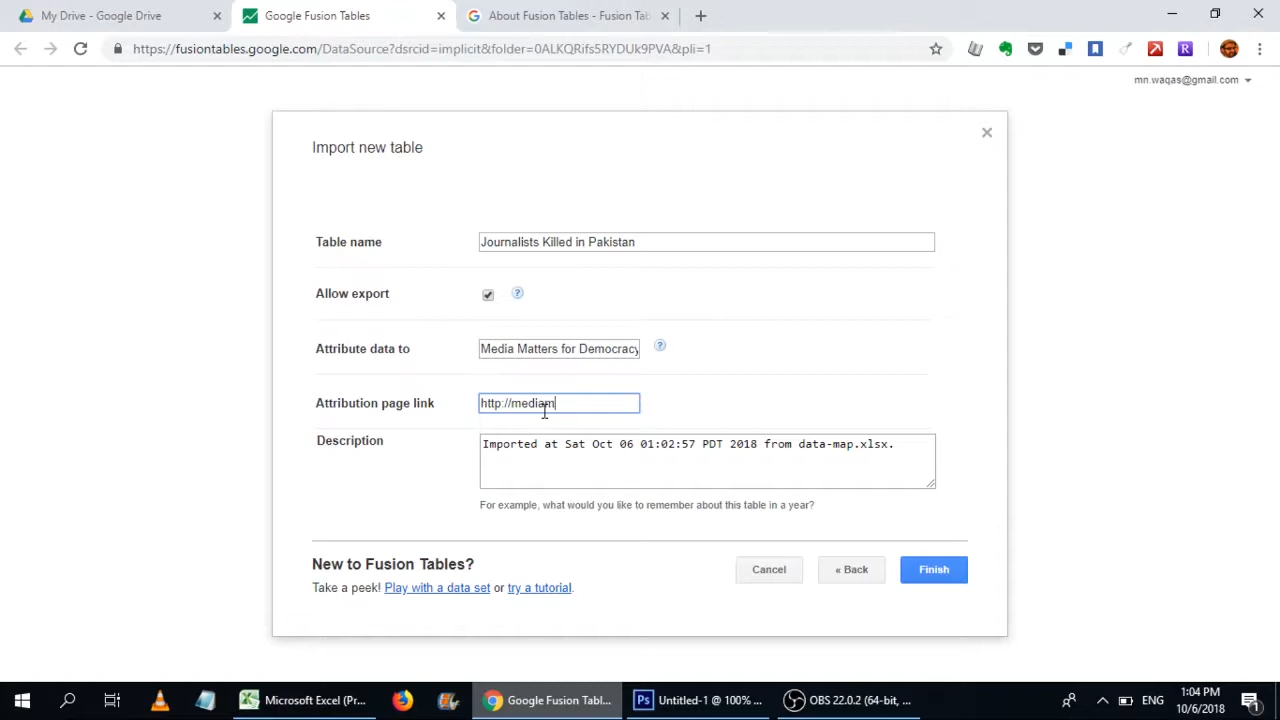 My Drive - Google Drive
Google Fusion Tables
About Fusion Tables - Fusion Tab
https://fusiontables.google.com/DataSource?dsrcid=implicit&folder=0ALKQRifs5RYDUk9PVA&pli=1
mn.waqas@gmail.com
Import new table
Table name
Journalists Killed in Pakistan
Allow export
?
Attribute data to
Media Matters for Democracy
?
Attribution page link
http://mediam
Description
Imported at Sat Oct 06 01:02:57 PDT 2018 from data-map.xlsx.
For example, what would you like to remember about this table in a year?
New to Fusion Tables?
Take a peek! Play with a data set or try a tutorial.
Cancel
« Back
Finish
Microsoft Excel (Pr...
Google Fusion Tabl...
Ps
Untitled-1 @ 100% ...
OBS 22.0.2 (64-bit, ...
ENG
1:04 PM
10/6/2018
1